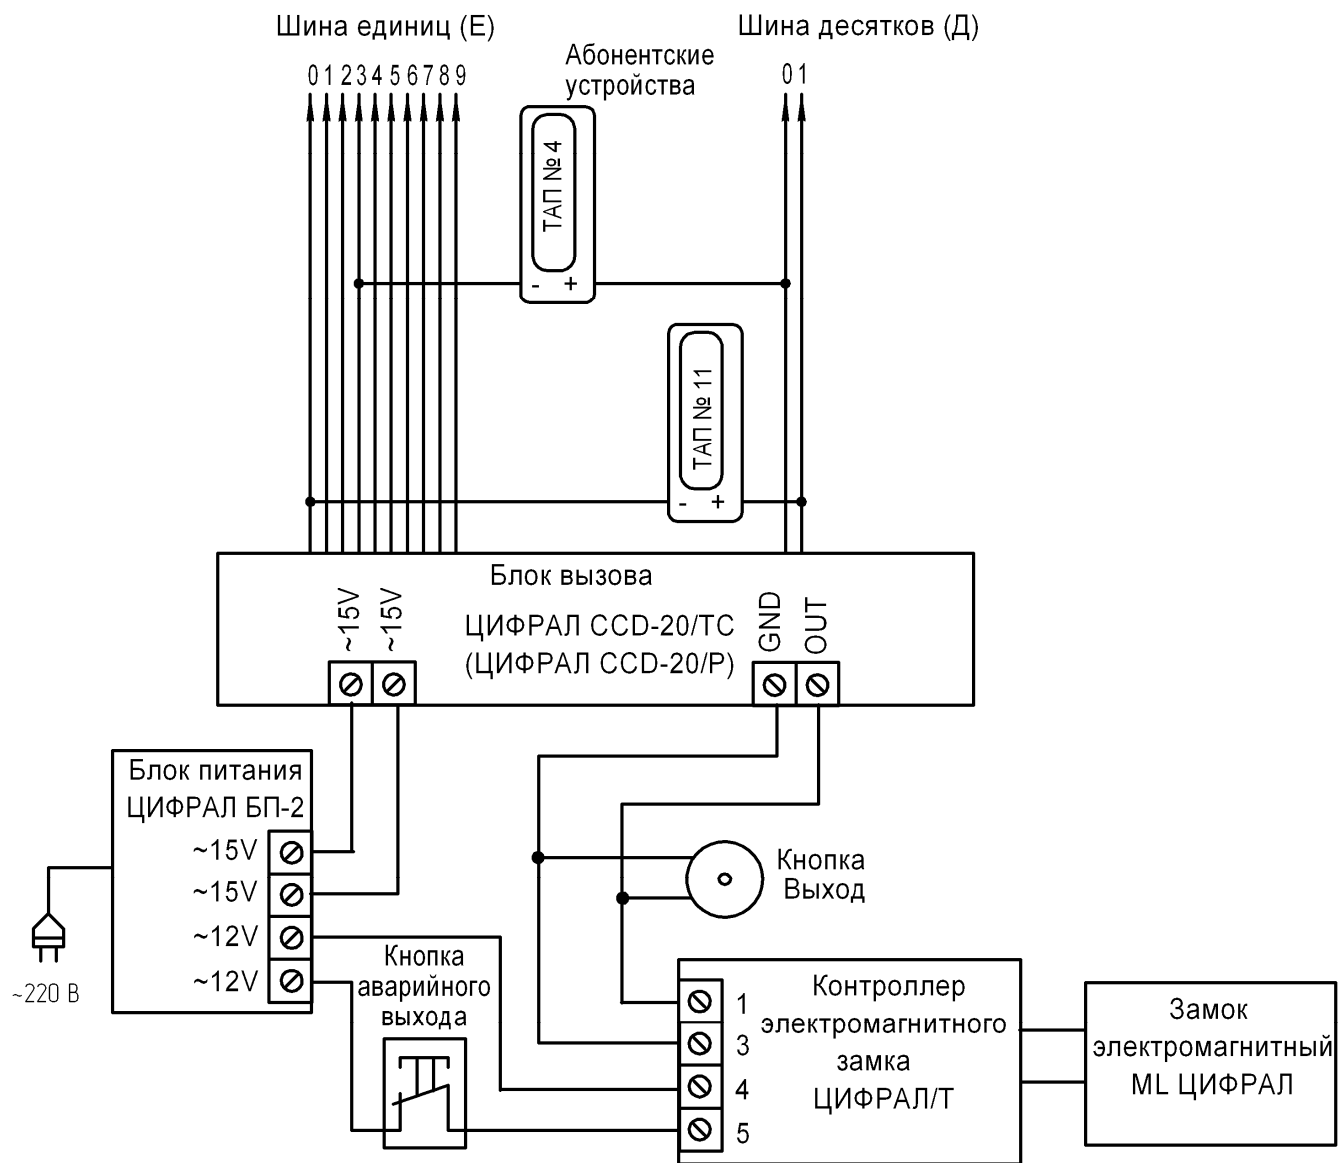 Шина единиц (Е)
Шина десятков (Д)
Абонентские
устройства
0 1 2 3 4 5 6 7 8 9
0 1
ТАП № 4
- +
ТАП № 11
- +
Блок вызова
ЦИФРАЛ CCD-20/TC
(ЦИФРАЛ CCD-20/P)
~15V
~15V
GND
OUT
Блок питания
ЦИФРАЛ БП-2
~15V
~15V
~12V
~12V
~220 В
Кнопка
Выход
Кнопка
аварийного
выхода
1
3
4
5
Контроллер
электромагнитного
замка
ЦИФРАЛ/Т
Замок
электромагнитный
ML ЦИФРАЛ